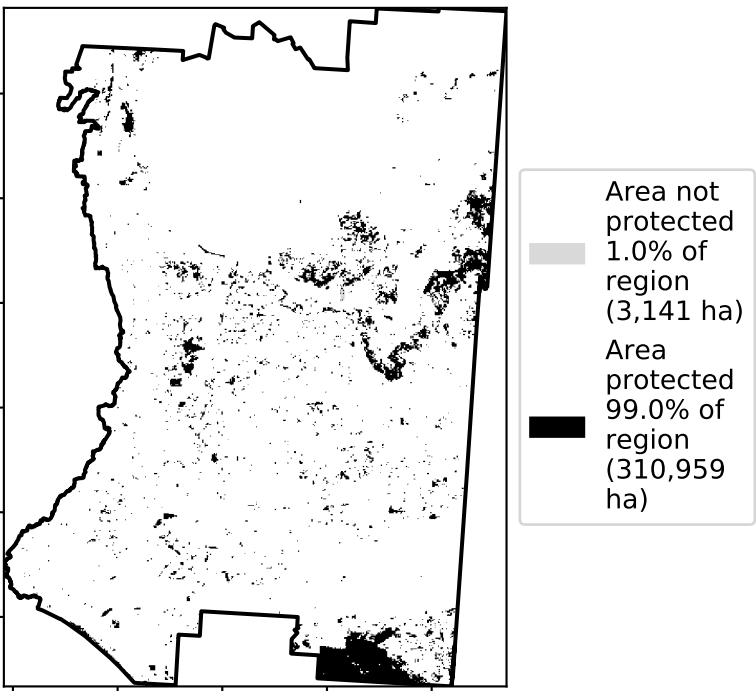 Area not
protected
1.0% of
region
(3,141 ha)
Area
protected
99.0% of
region
(310,959
ha)